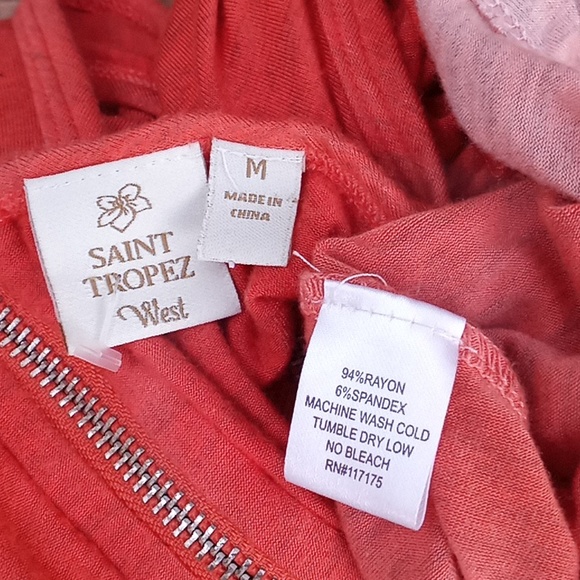 SAINT
TROPEZ
West
M
MADE IN
CHINA
94%RAYON
6%SPANDEX
MACHINE WASH COLD
TUMBLE DRY LOW
NO BLEACH
RN#117175